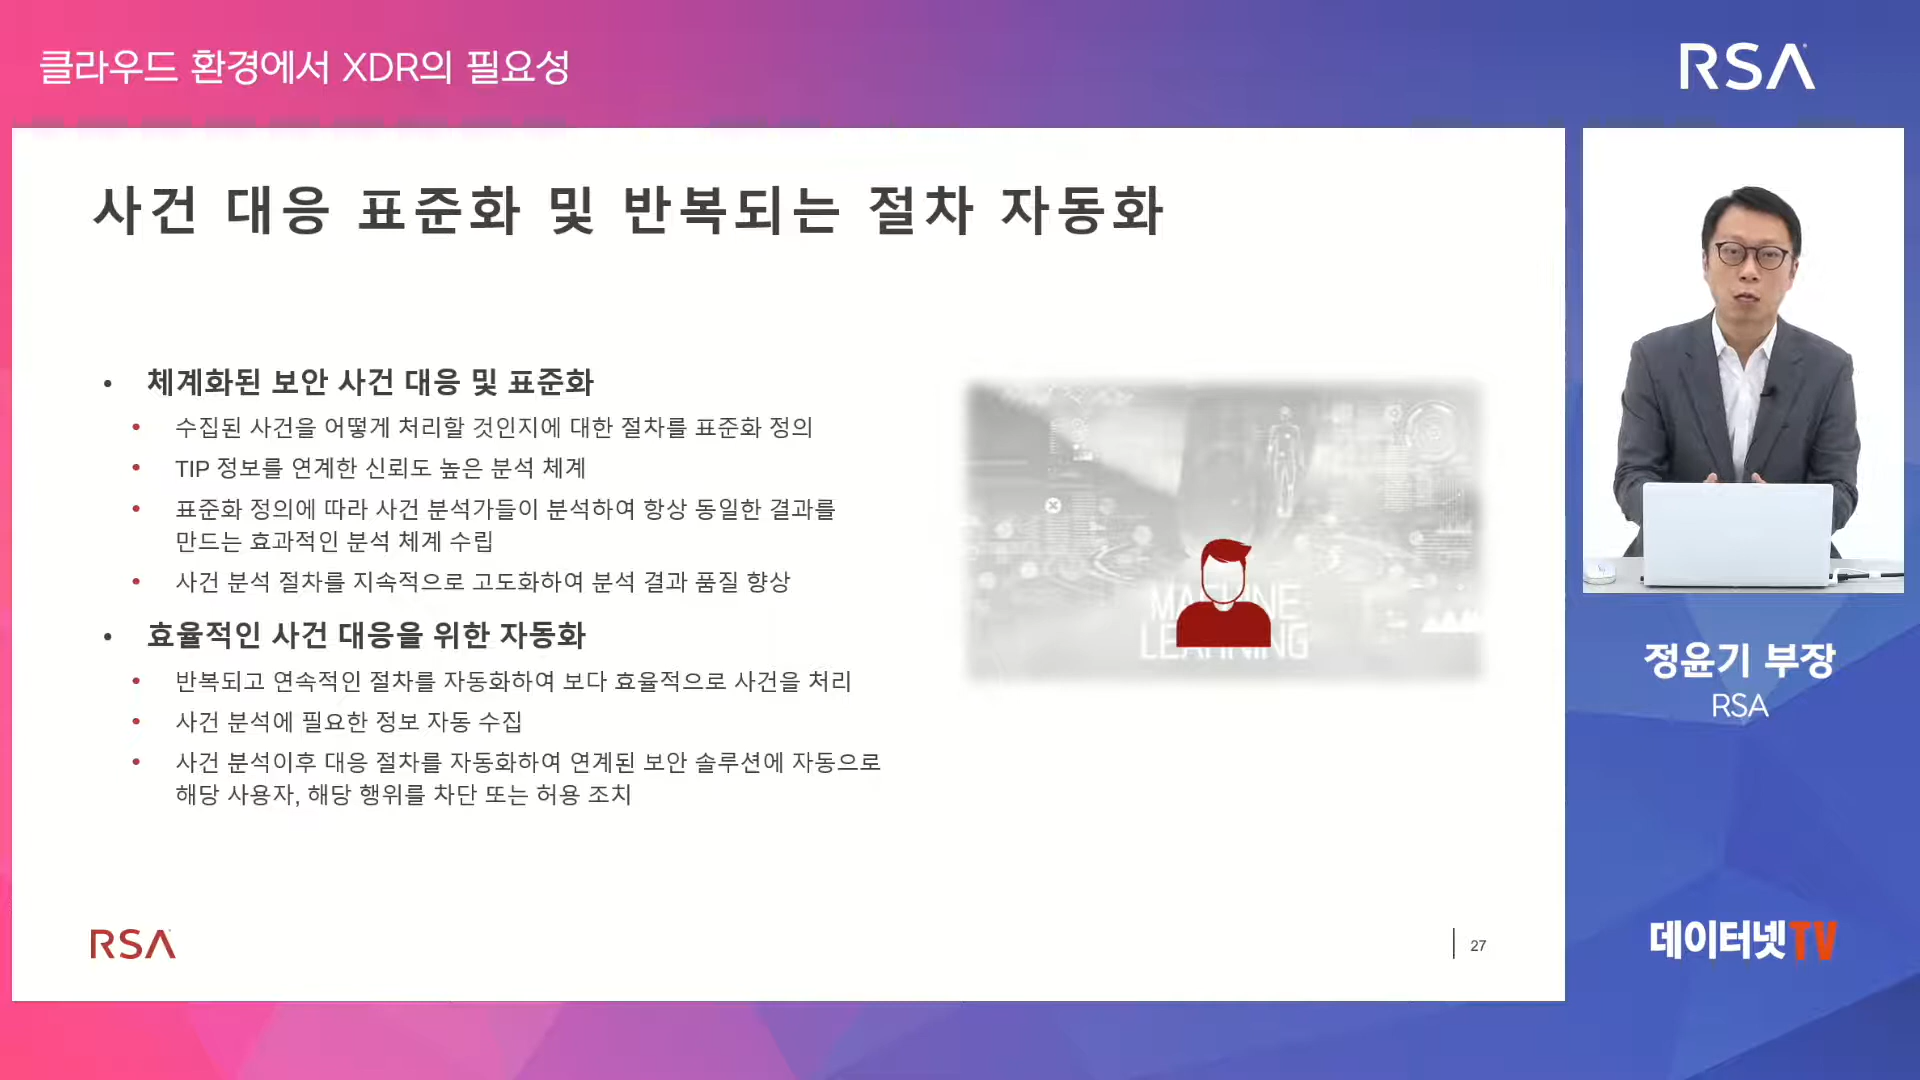 클라우드 환경에서 XDR의 필요성
RSA
사건 대응 표준화 및 반복되는 절차 자동화
• 체계화된 보안 사건 대응 및 표준화
• 수집된 사건을 어떻게 처리할 것인지에 대한 절차를 표준화 정의
• TIP 정보를 연계한 신뢰도 높은 분석 체계
• 표준화 정의에 따라 사건 분석가들이 분석하여 항상 동일한 결과를
만드는 효과적인 분석 체계 수립
• 사건 분석 절차를 지속적으로 고도화하여 분석 결과 품질 향상
• 효율적인 사건 대응을 위한 자동화
• 반복되고 연속적인 절차를 자동화하여 보다 효율적으로 사건을 처리
• 사건 분석에 필요한 정보 자동 수집
• 사건 분석이후 대응 절차를 자동화하여 연계된 보안 솔루션에 자동으로
해당 사용자, 해당 행위를 차단 또는 허용 조치
MACHINE
LEARNING
RSA
27
정윤기 부장
RSA
데이터넷TV